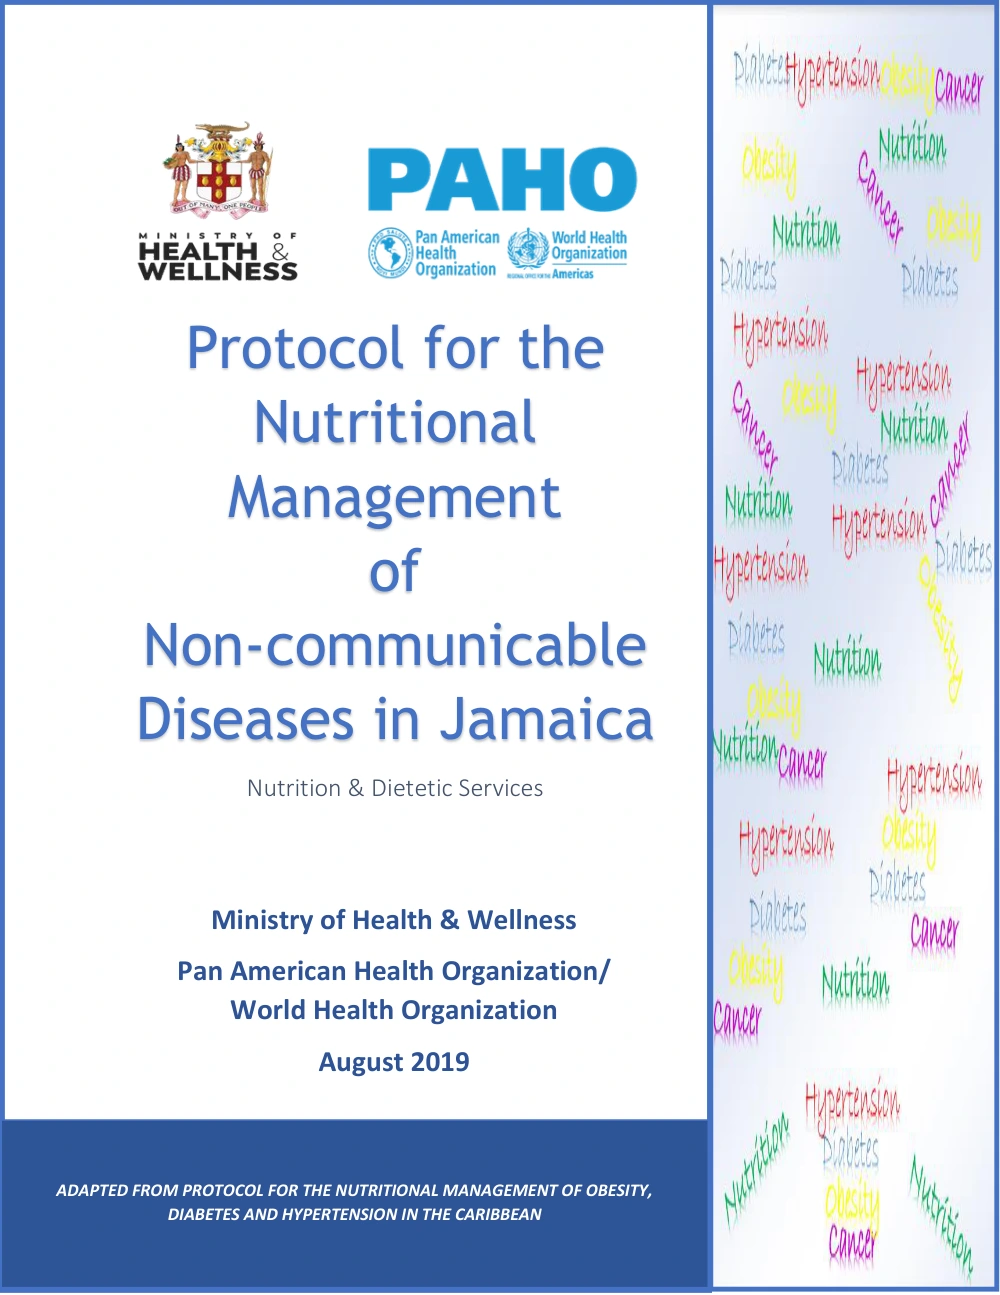 OUT OF MANY, ONE PEOPLE
MINISTRY OF
HEALTH &
WELLNESS
PAHO
Pan American
Health
Organization
World Health
Organization
REGIONAL OFFICE FOR THE Americas
Protocol for the
Nutritional
Management
of
Non-communicable
Diseases in Jamaica
Nutrition & Dietetic Services
Ministry of Health & Wellness
Pan American Health Organization/
World Health Organization
August 2019
ADAPTED FROM PROTOCOL FOR THE NUTRITIONAL MANAGEMENT OF OBESITY,
DIABETES AND HYPERTENSION IN THE CARIBBEAN
Diabetes Hypertension Obesity Cancer
Nutrition
Obesity
Cancer
Obesity
Nutrition
Diabetes
Diabetes
Hypertension
Hypertension
Obesity
Cancer
Nutrition
Cancer
Diabetes
Nutrition
Hypertension
Diabetes
Hypertension
Obesity
Diabetes
Nutrition
Obesity
Nutrition
Cancer
Hypertension
Hypertension
Obesity
Diabetes
Diabetes
Cancer
Obesity
Nutrition
Cancer
Hypertension
Nutrition
Diabetes
Obesity
Nutrition
Cancer